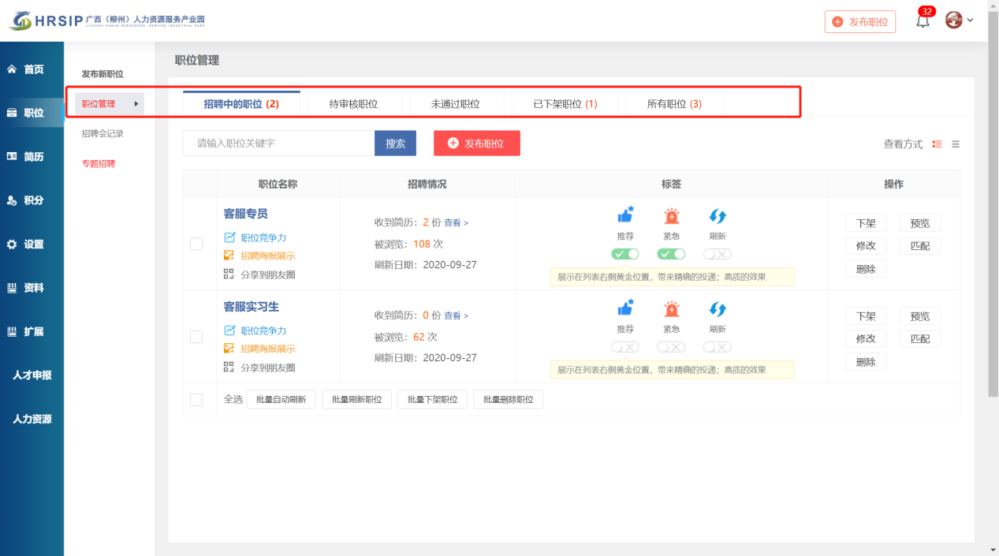 HRSIP 广西（柳州）人力资源服务产业园
LIUZHOU HUMAN RESOURCES SERVICE INDUSTRIAL PARK
发布职位
32
首页
职位
简历
积分
设置
资料
扩展
人才申报
人力资源
发布新职位
职位管理
招聘会记录
专题招聘
职位管理
招聘中的职位 (2) 待审核职位 未通过职位 已下架职位 (1) 所有职位 (3)
请输入职位关键字 搜索 发布职位 查看方式
职位名称 招聘情况 标签 操作
客服专员
职位竞争力
招聘海报展示
分享到朋友圈
收到简历：2 份 查看 >
被浏览：108 次
刷新日期：2020-09-27
推荐 紧急 刷新
展示在列表右侧黄金位置，带来精确的投递；高质的效果
下架 预览
修改 匹配
删除
客服实习生
职位竞争力
招聘海报展示
分享到朋友圈
收到简历：0 份 查看 >
被浏览：62 次
刷新日期：2020-09-27
推荐 紧急 刷新
展示在列表右侧黄金位置，带来精确的投递；高质的效果
下架 预览
修改 匹配
删除
全选 批量自动刷新 批量刷新职位 批量下架职位 批量删除职位